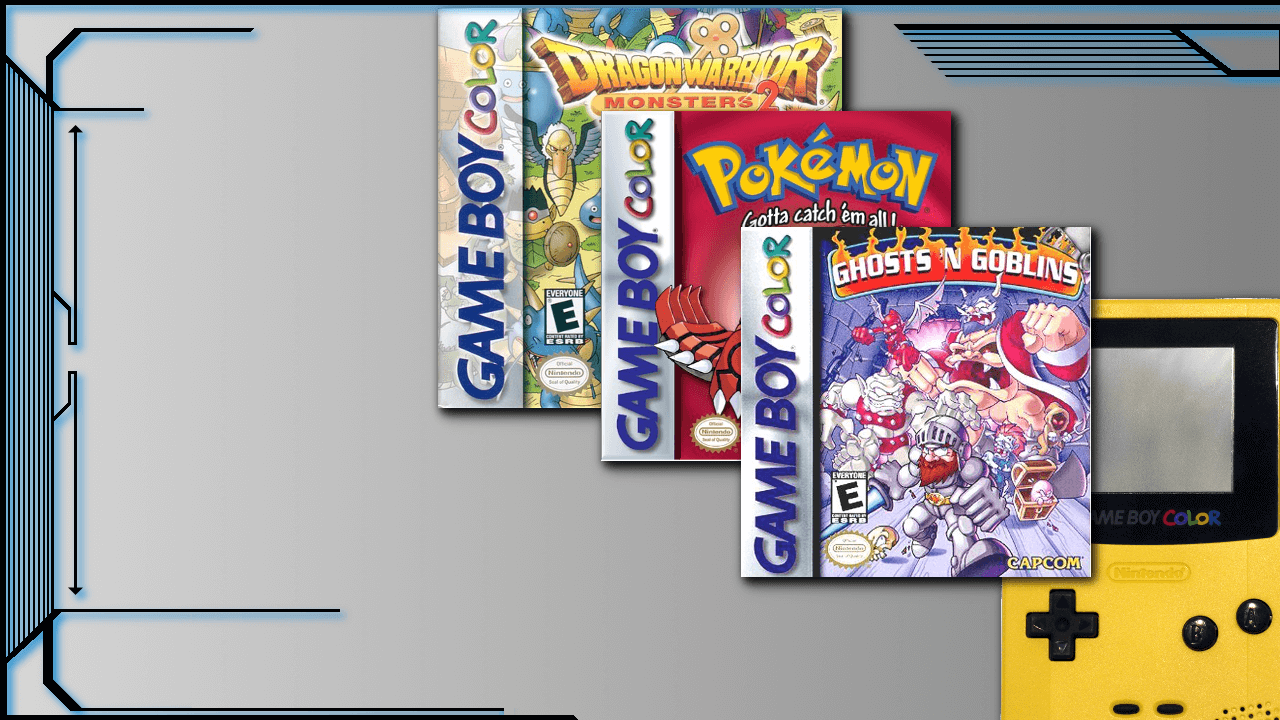 GAME BOY COLOR
DRAGON WARRIOR
MONSTERS 2
EVERYONE
E
CONTENT RATED BY
ESRB
Official
Nintendo
Seal of Quality
GAME BOY COLOR
POKéMON
Gotta catch 'em all!
Official
Nintendo
Seal of Quality
GAME BOY COLOR
GHOSTS 'N GOBLINS
EVERYONE
E
CONTENT RATED BY
ESRB
Nintendo
CAPCOM
AME BOY COLOR
Nintendo
B
A